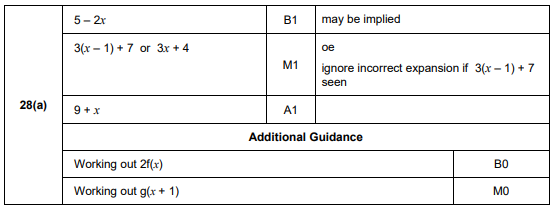 5 – 2x B1 may be implied
3(x – 1) + 7 or 3x + 4 M1 oe
ignore incorrect expansion if 3(x – 1) + 7
seen
28(a)
9 + x A1
Additional Guidance
Working out 2f(x) B0
Working out g(x + 1) M0